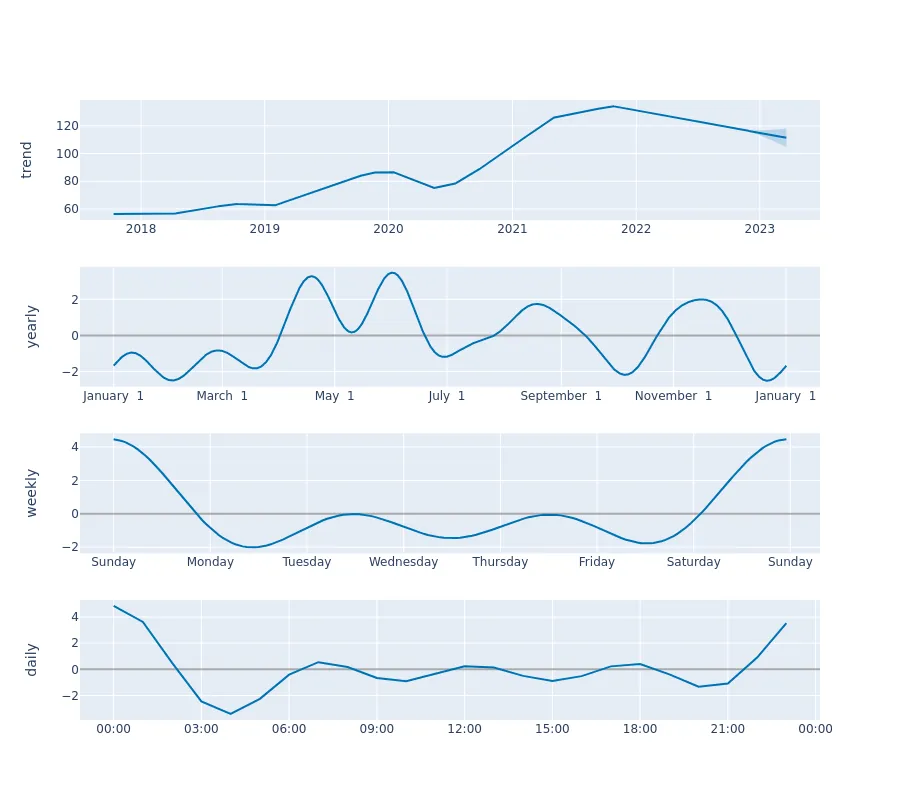 trend
120
100
80
60
2018 2019 2020 2021 2022 2023
yearly
2
0
−2
January 1 March 1 May 1 July 1 September 1 November 1 January 1
weekly
4
2
0
−2
Sunday Monday Tuesday Wednesday Thursday Friday Saturday Sunday
daily
4
2
0
−2
00:00 03:00 06:00 09:00 12:00 15:00 18:00 21:00 00:00